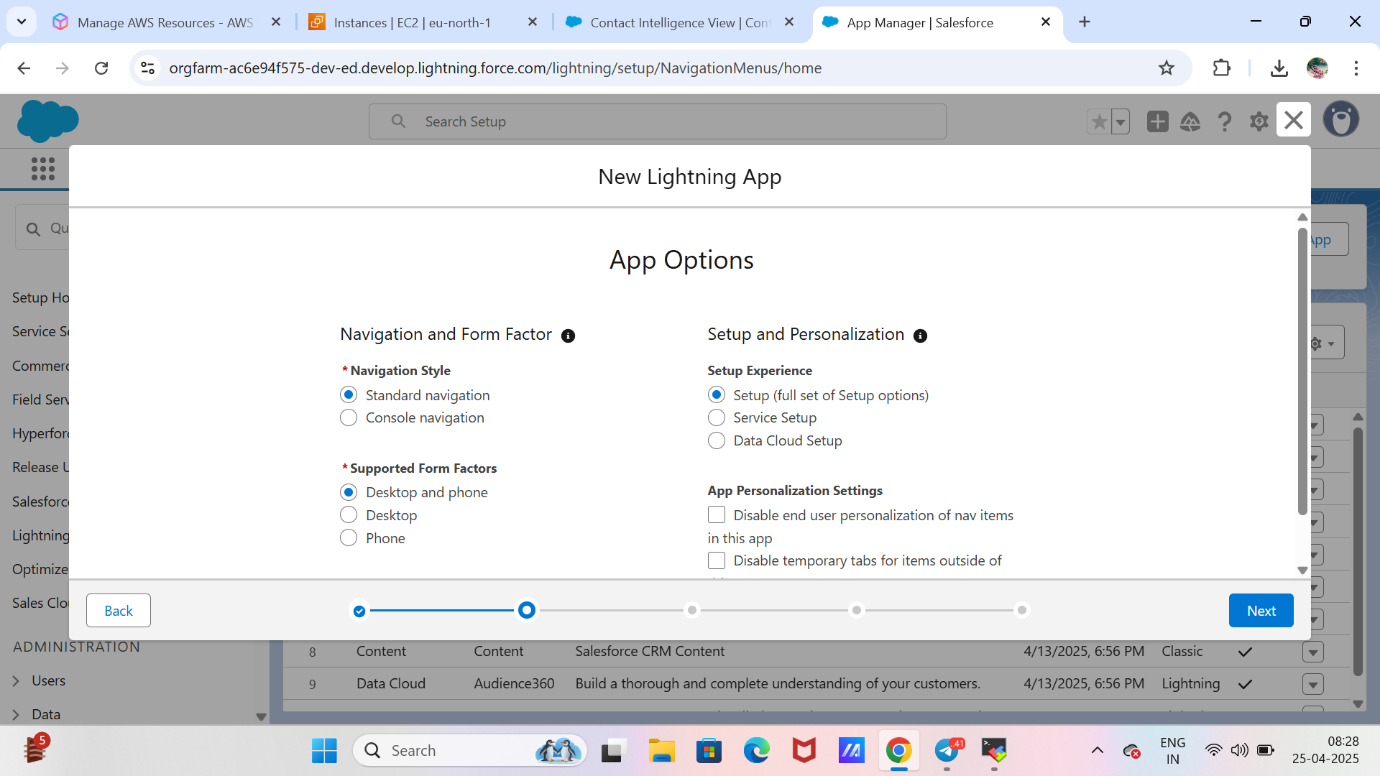 Manage AWS Resources - AWS
Instances | EC2 | eu-north-1
Contact Intelligence View | Con
App Manager | Salesforce
orgfarm-ac6e94f575-dev-ed.develop.lightning.force.com/lightning/setup/NavigationMenus/home
Search Setup
New Lightning App
Qu
App
App Options
Setup Ho
Service Se
Commerc
Field Serv
Hyperforc
Release U
Salesforce
Lightning
Optimize
Sales Clou
ADMINISTRATION
Users
Data
Navigation and Form Factor
* Navigation Style
Standard navigation
Console navigation
* Supported Form Factors
Desktop and phone
Desktop
Phone
Setup and Personalization
Setup Experience
Setup (full set of Setup options)
Service Setup
Data Cloud Setup
App Personalization Settings
Disable end user personalization of nav items
in this app
Disable temporary tabs for items outside of
Back
Next
8 Content Content Salesforce CRM Content 4/13/2025, 6:56 PM Classic
9 Data Cloud Audience360 Build a thorough and complete understanding of your customers. 4/13/2025, 6:56 PM Lightning
5
Search
41
ENG
IN
08:28
25-04-2025